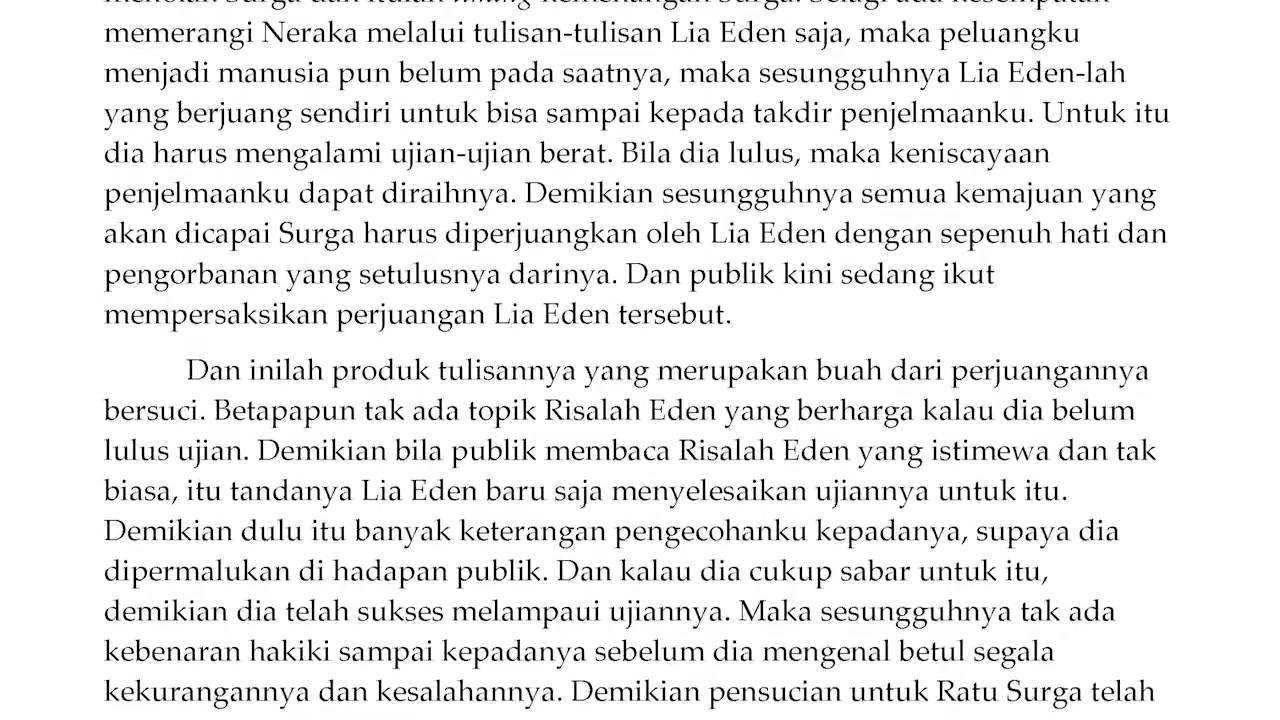 memerangi Neraka melalui tulisan-tulisan Lia Eden saja, maka peluangku
menjadi manusia pun belum pada saatnya, maka sesungguhnya Lia Eden-lah
yang berjuang sendiri untuk bisa sampai kepada takdir penjelmaanku. Untuk itu
dia harus mengalami ujian-ujian berat. Bila dia lulus, maka keniscayaan
penjelmaanku dapat diraihnya. Demikian sesungguhnya semua kemajuan yang
akan dicapai Surga harus diperjuangkan oleh Lia Eden dengan sepenuh hati dan
pengorbanan yang setulusnya darinya. Dan publik kini sedang ikut
mempersaksikan perjuangan Lia Eden tersebut.
Dan inilah produk tulisannya yang merupakan buah dari perjuangannya
bersuci. Betapapun tak ada topik Risalah Eden yang berharga kalau dia belum
lulus ujian. Demikian bila publik membaca Risalah Eden yang istimewa dan tak
biasa, itu tandanya Lia Eden baru saja menyelesaikan ujiannya untuk itu.
Demikian dulu itu banyak keterangan pengecohanku kepadanya, supaya dia
dipermalukan di hadapan publik. Dan kalau dia cukup sabar untuk itu,
demikian dia telah sukses melampaui ujiannya. Maka sesungguhnya tak ada
kebenaran hakiki sampai kepadanya sebelum dia mengenal betul segala
kekurangannya dan kesalahannya. Demikian pensucian untuk Ratu Surga telah